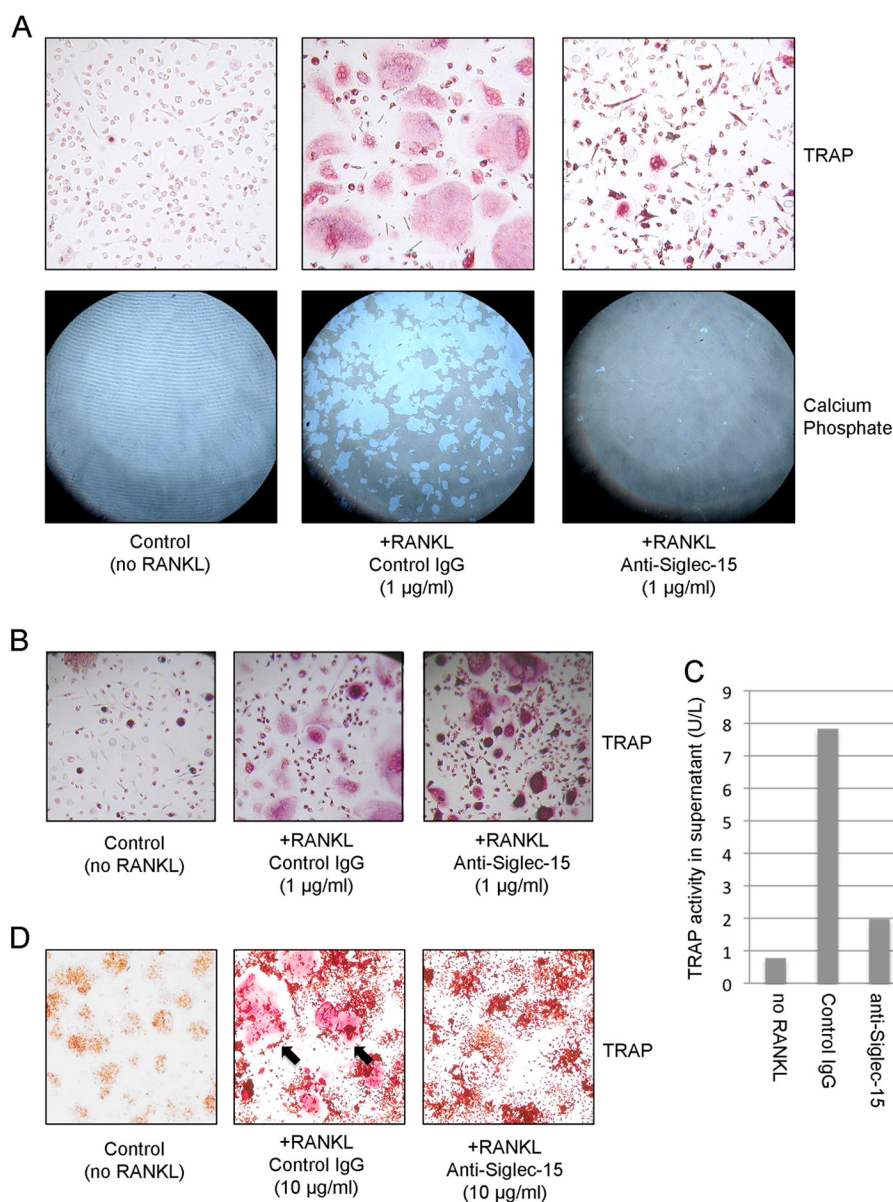 A
TRAP
Calcium
Phosphate
Control
(no RANKL)
+RANKL
Control IgG
(1 µg/ml)
+RANKL
Anti-Siglec-15
(1 µg/ml)
B
TRAP
Control
(no RANKL)
+RANKL
Control IgG
(1 µg/ml)
+RANKL
Anti-Siglec-15
(1 µg/ml)
C
TRAP activity in supernatant (U/L)
9
8
7
6
5
4
3
2
1
0
no RANKL
Control IgG
anti-Siglec-15
D
TRAP
Control
(no RANKL)
+RANKL
Control IgG
(10 µg/ml)
+RANKL
Anti-Siglec-15
(10 µg/ml)